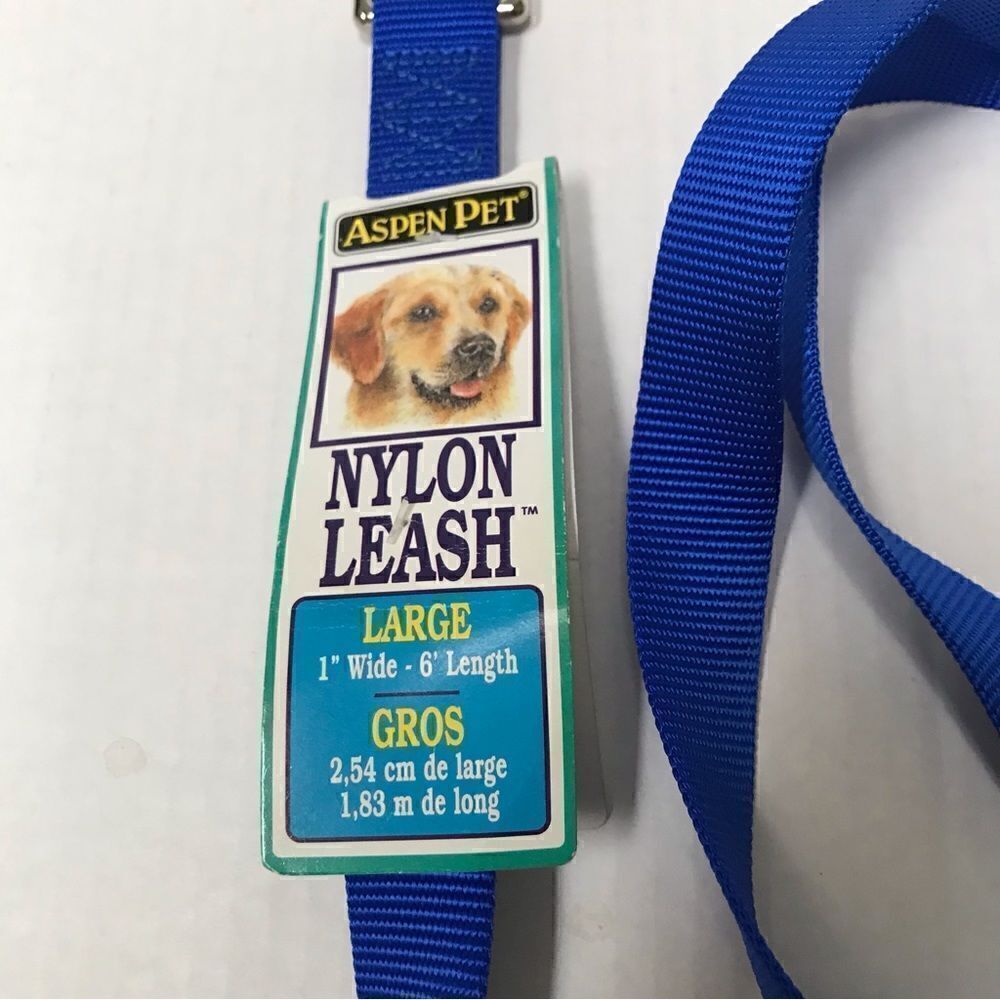 ASPEN PET®
NYLON
LEASH™
LARGE
1" Wide - 6' Length
GROS
2,54 cm de large
1,83 m de long